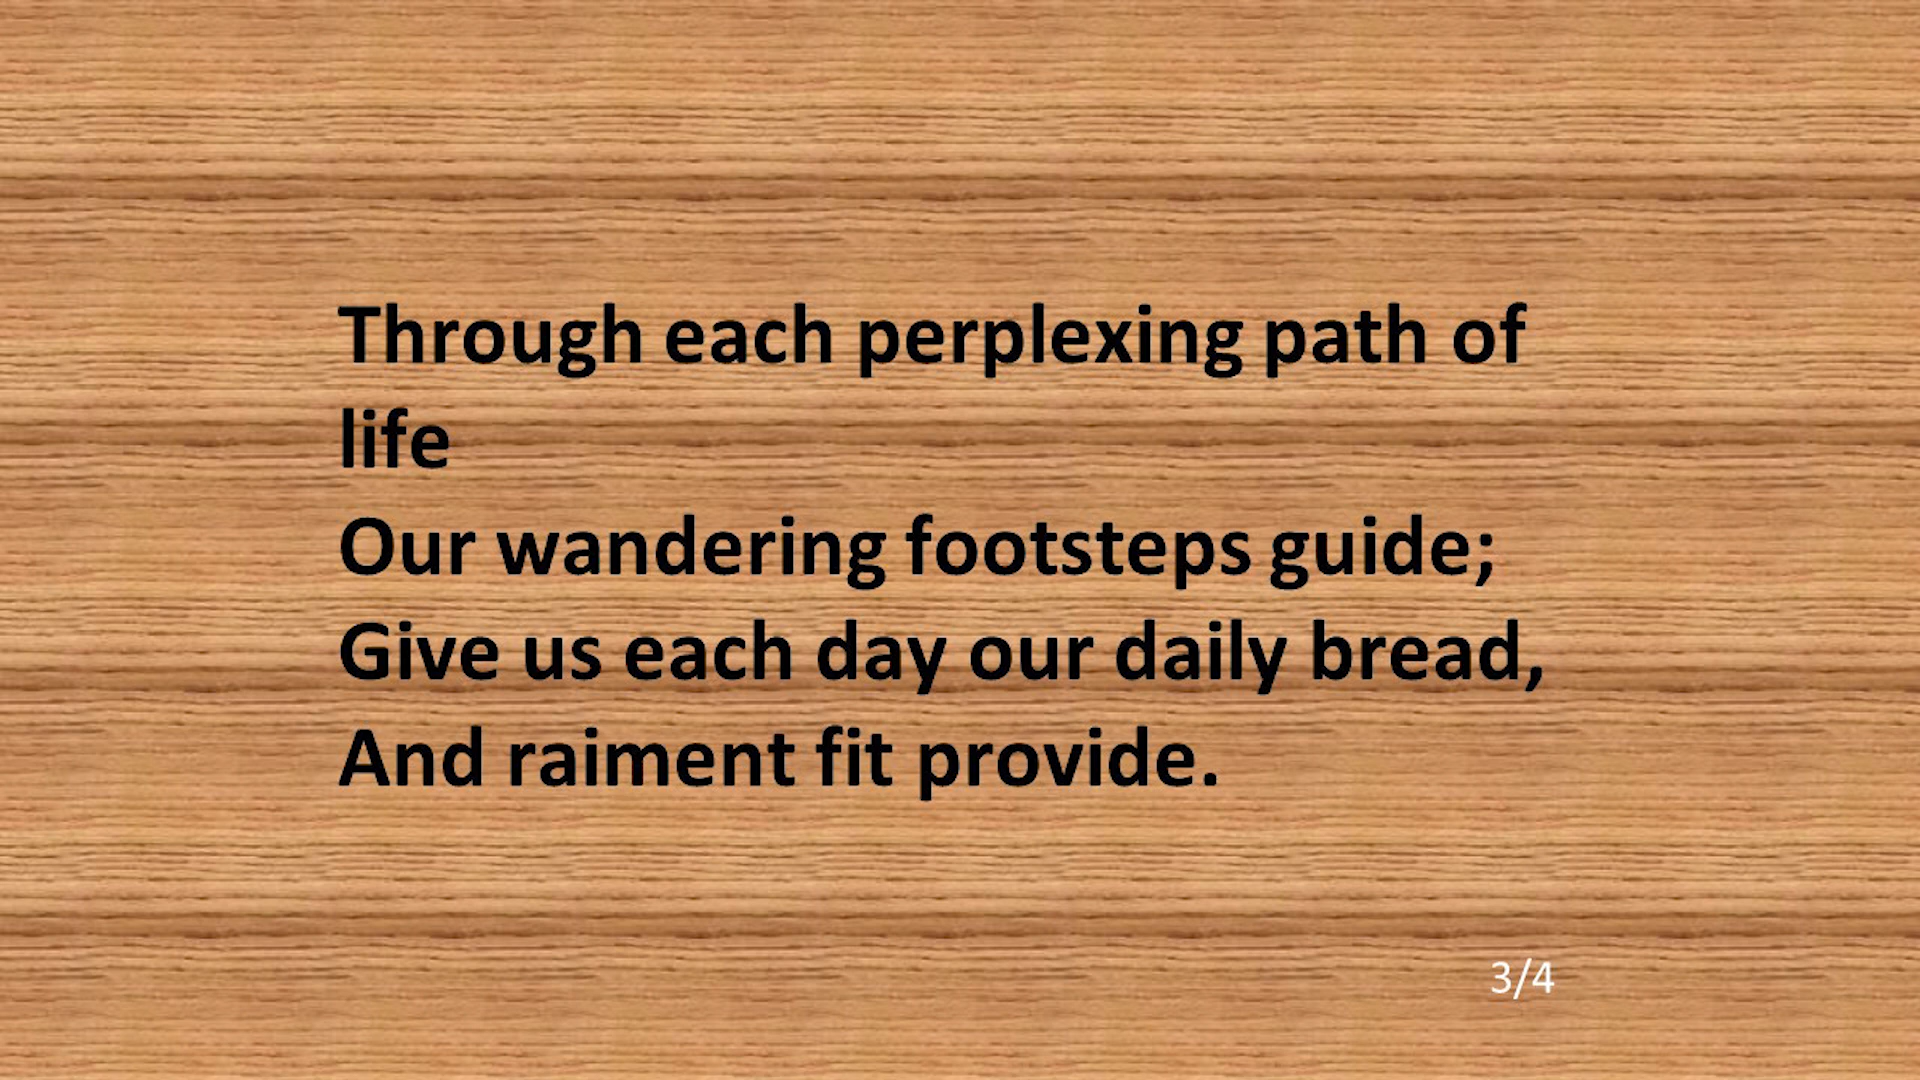 Through each perplexing path of
life
Our wandering footsteps guide;
Give us each day our daily bread,
And raiment fit provide.
3/4